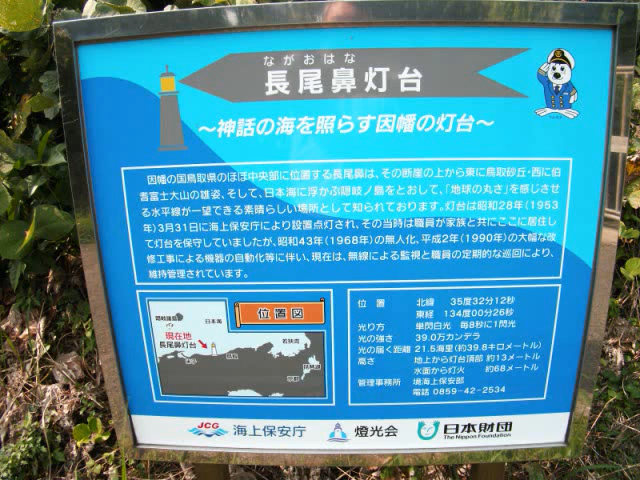 ながおはな
長尾鼻灯台
～神話の海を照らす因幡の灯台～
因幡の国鳥取県のほぼ中央部に位置する長尾鼻は、その断崖の上から東に鳥取砂丘・西に伯
耆富士大山の雄姿、そして、日本海に浮かぶ隠岐ノ島をとおして、「地球の丸さ」を感じさせ
る水平線が一望できる素晴らしい場所として知られております。灯台は昭和28年(1953
年)3月31日に海上保安庁により設置点灯され、その当時は職員が家族と共にここに居住し
て灯台を保守していましたが、昭和43年(1968年)の無人化、平成2年(1990年)の大幅な改
修工事による機器の自動化等に伴い、現在は、無線による監視と職員の定期的な巡回により、
維持管理されています。
位置図
隠岐諸島
日本海
現在地
長尾鼻灯台
鳥取
若狭湾
京都
琵琶湖
位置 北緯 35度32分12秒
東経 134度00分26秒
光り方 単閃白光 毎8秒に1閃光
光の強さ 39.0万カンデラ
光の届く距離 21.5海里(約39.8キロメートル)
高さ 地上から灯台頂部 約13メートル
水面から灯火 約68メートル
管理事務所 境海上保安部
電話 0859-42-2534
JCG 海上保安庁
燈光会
日本財団
The Nippon Foundation